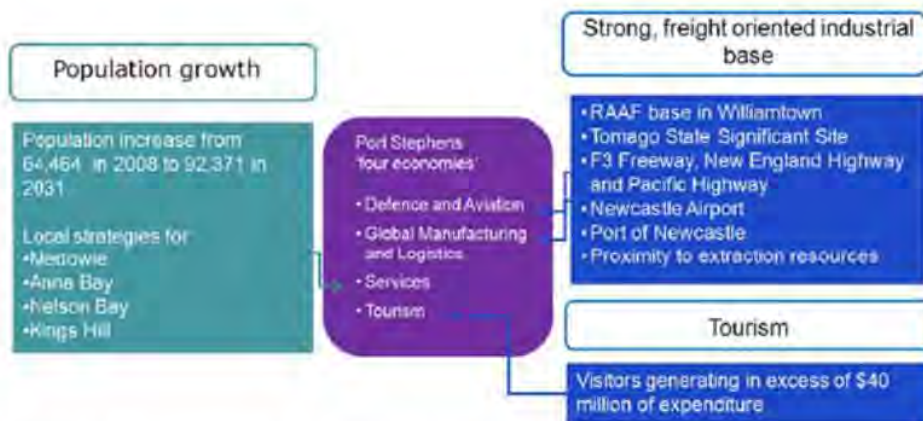 Population growth
Population increase from
64,464 in 2008 to 92,371 in
2031
Local strategies for
•Medowie
•Anna Bay
•Nelson Bay
•Kings Hill
Port Stephens
'four economies'
• Defence and Aviation
• Global Manufacturing
and Logistics
• Services
• Tourism
Strong, freight oriented industrial
base
•RAAF base in Williamtown
•Tomago State Significant Site
•F3 Freeway, New England Highway
and Pacific Highway
•Newcastle Airport
•Port of Newcastle
•Proximity to extraction resources
Tourism
Visitors generating in excess of $40
million of expenditure